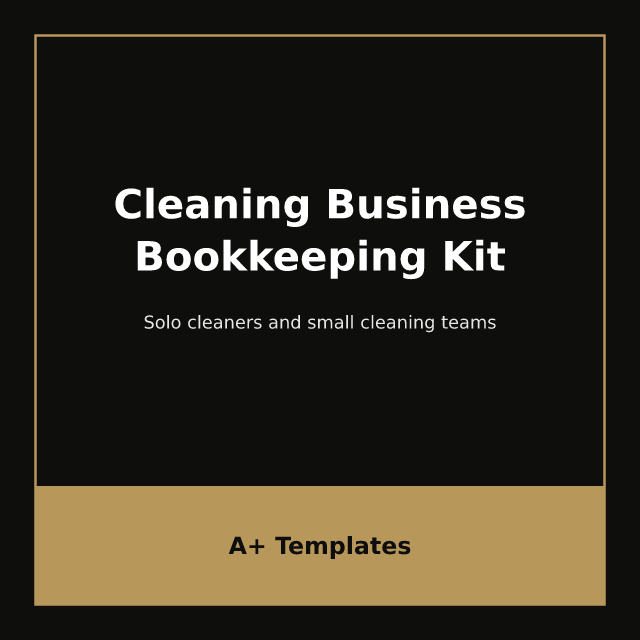 Cleaning Business
Bookkeeping Kit
Solo cleaners and small cleaning teams
A+ Templates